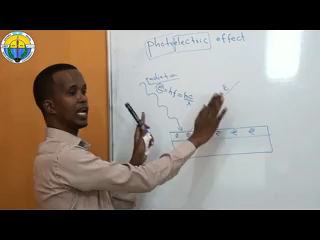 photoelectric effect
radiation
E=hf=hc/λ
e
e e e e e